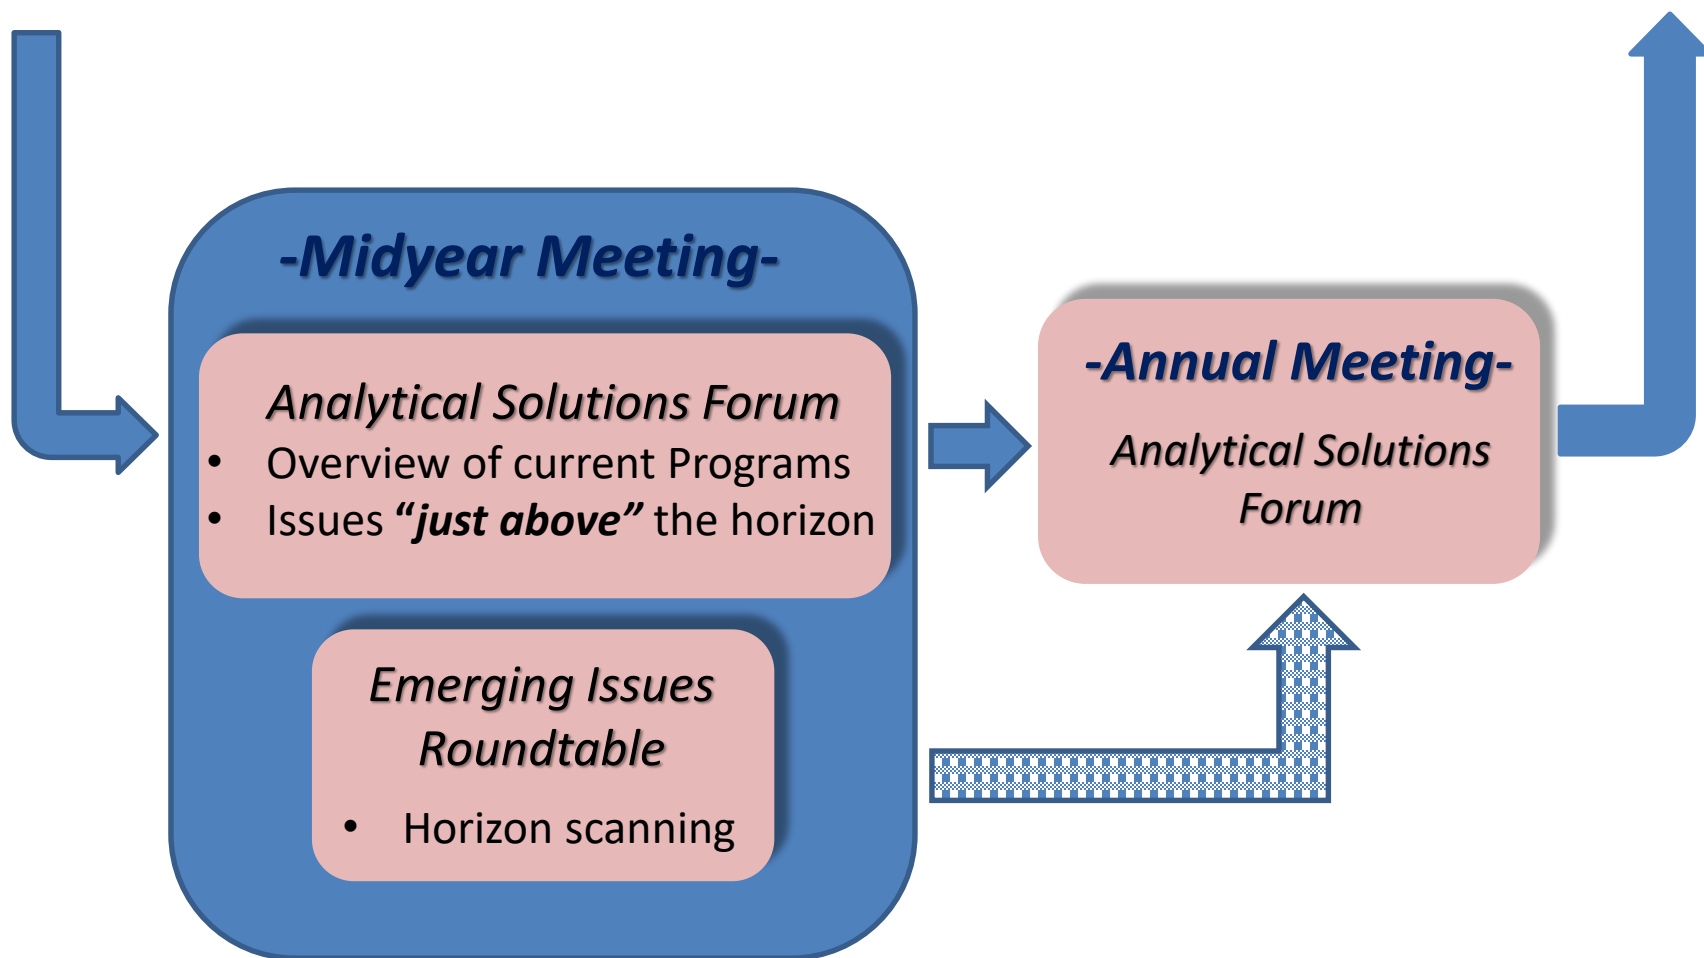 -Midyear Meeting-
Analytical Solutions Forum
• Overview of current Programs
• Issues “just above” the horizon
Emerging Issues
Roundtable
• Horizon scanning
-Annual Meeting-
Analytical Solutions
Forum